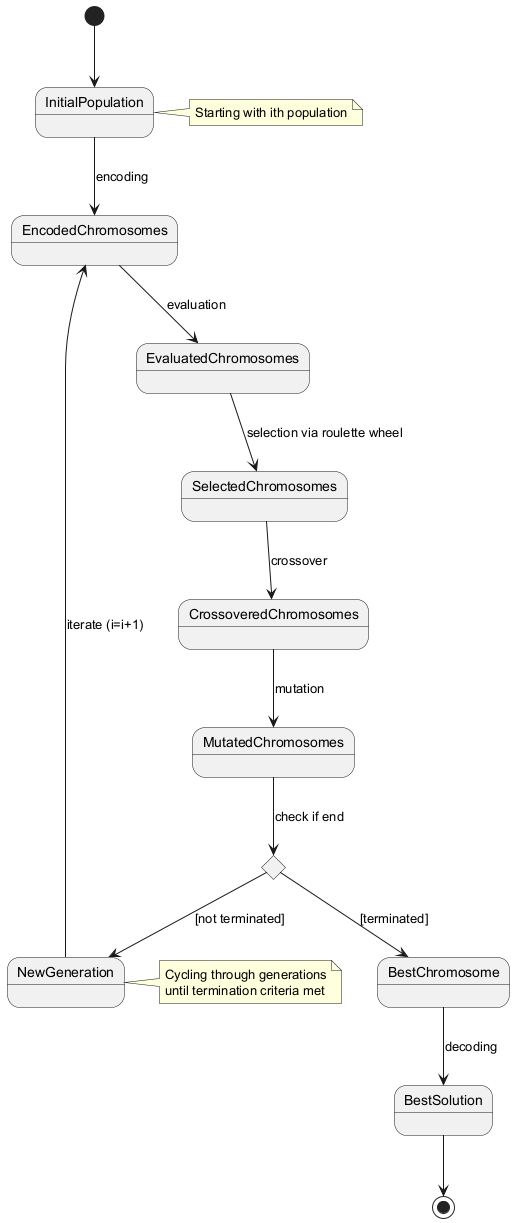 InitialPopulation
Starting with ith population
encoding
EncodedChromosomes
evaluation
EvaluatedChromosomes
selection via roulette wheel
SelectedChromosomes
crossover
CrossoveredChromosomes
iterate (i=i+1)
mutation
MutatedChromosomes
check if end
[not terminated]
[terminated]
NewGeneration
Cycling through generations
until termination criteria met
BestChromosome
decoding
BestSolution